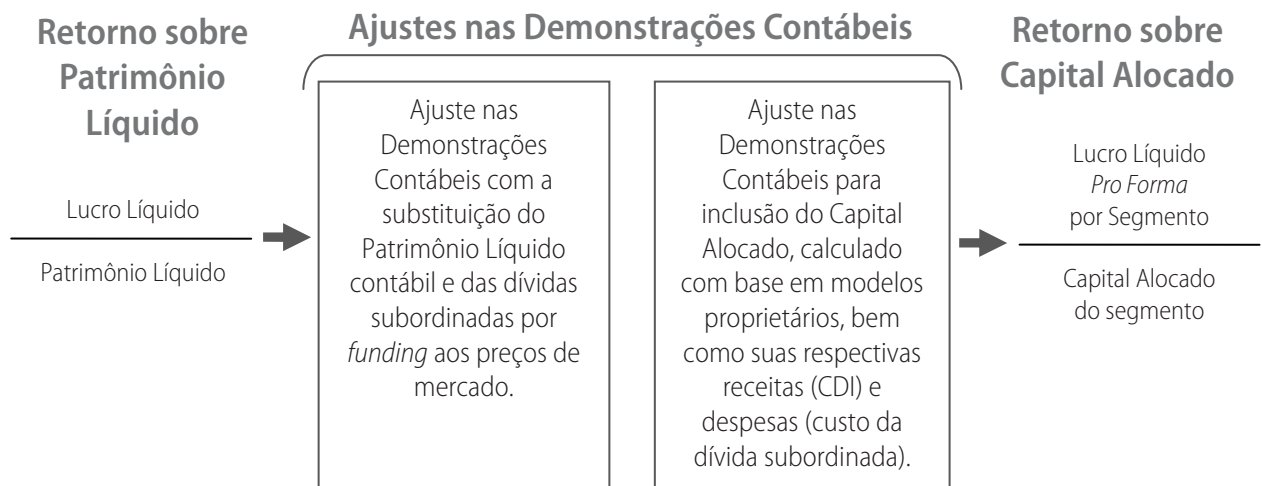 Retorno sobre
Patrimônio
Líquido
Lucro Líquido
Patrimônio Líquido
Ajustes nas Demonstrações Contábeis
Ajuste nas
Demonstrações
Contábeis com a
substituição do
Patrimônio Líquido
contábil e das dívidas
subordinadas por
funding aos preços de
mercado.
Ajuste nas
Demonstrações
Contábeis para
inclusão do Capital
Alocado, calculado
com base em modelos
proprietários, bem
como suas respectivas
receitas (CDI) e
despesas (custo da
dívida subordinada).
Retorno sobre
Capital Alocado
Lucro Líquido
Pro Forma
por Segmento
Capital Alocado
do segmento